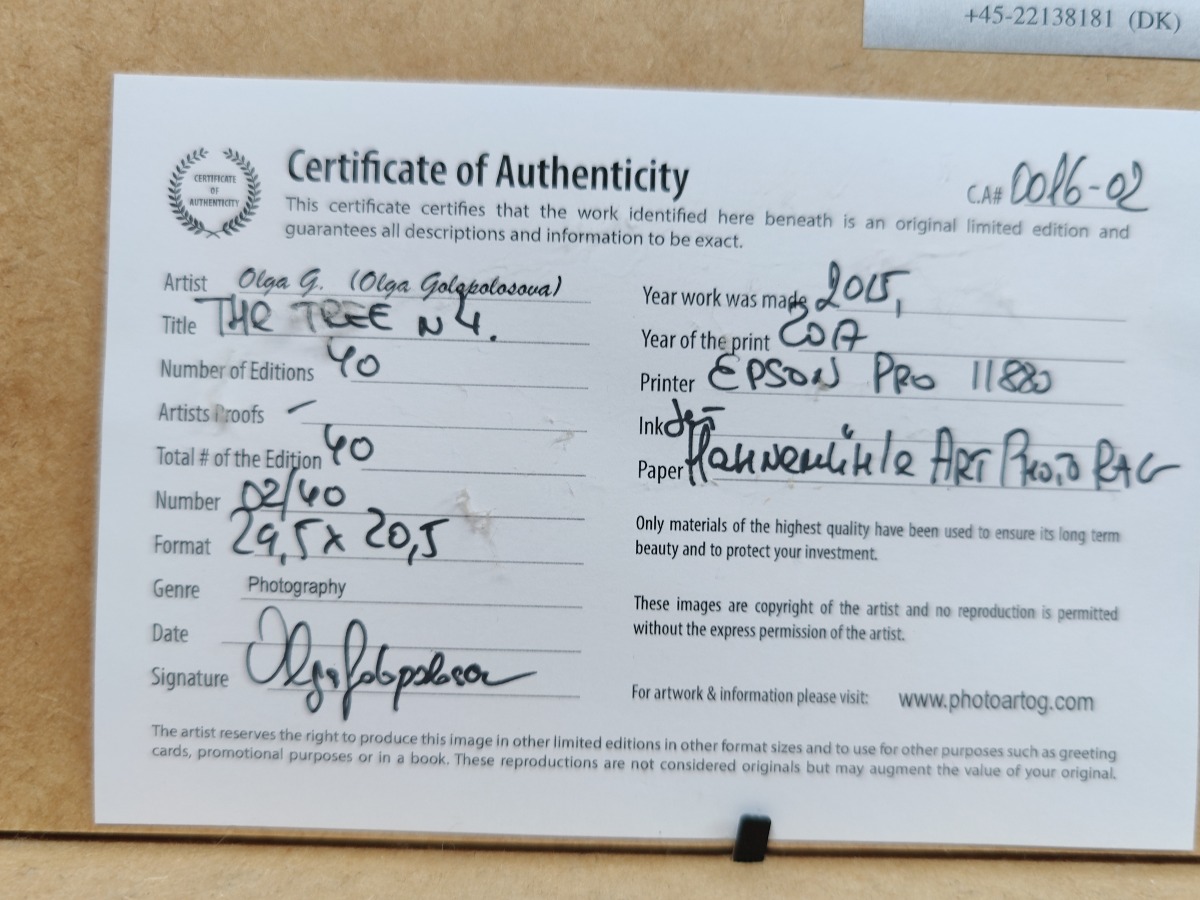 +45-22138181 (DK)
CERTIFICATE
OF
AUTHENTICITY
Certificate of Authenticity
C.A# 0016-02
This certificate certifies that the work identified here beneath is an original limited edition and
guarantees all descriptions and information to be exact.
Artist Olga G. (Olga Golapolosova)
Title THE TREE N 4.
Number of Editions 40
Artists Proofs –
Total # of the Edition 40
Number 02/40
Format 29,5 x 20,5
Genre Photography
Date
Signature
Year work was made 2015,
Year of the print
Printer EPSON PRO 11880
Ink
Paper Hahnemühle ART Photo RAG
Only materials of the highest quality have been used to ensure its long term
beauty and to protect your investment.
These images are copyright of the artist and no reproduction is permitted
without the express permission of the artist.
For artwork & information please visit: www.photoartog.com
The artist reserves the right to produce this image in other limited editions in other format sizes and to use for other purposes such as greeting
cards, promotional purposes or in a book. These reproductions are not considered originals but may augment the value of your original.